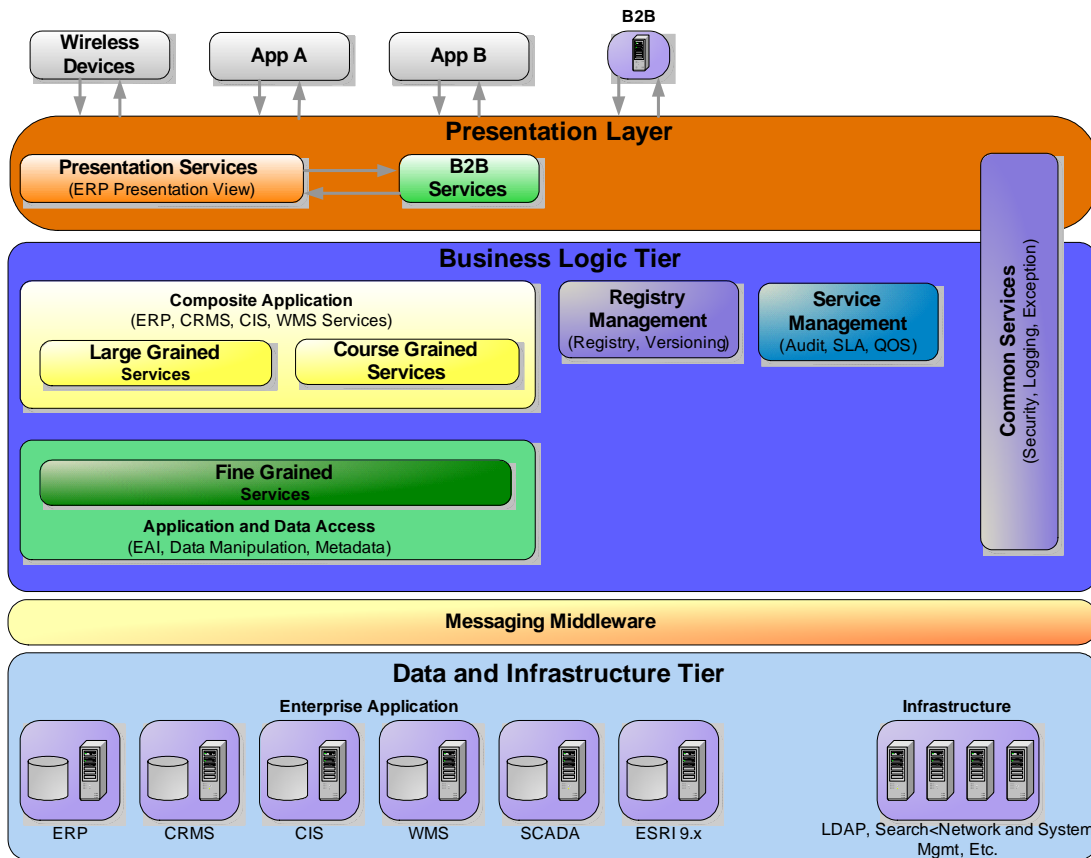 B2B
Wireless
Devices
App A
App B
Presentation Layer
Presentation Services
(ERP Presentation View)
B2B
Services
Business Logic Tier
Composite Application
(ERP, CRMS, CIS, WMS Services)
Large Grained
Services
Course Grained
Services
Registry
Management
(Registry, Versioning)
Service
Management
(Audit, SLA, QOS)
Common Services
(Security, Logging, Exception)
Fine Grained
Services
Application and Data Access
(EAI, Data Manipulation, Metadata)
Messaging Middleware
Data and Infrastructure Tier
Enterprise Application
Infrastructure
ERP
CRMS
CIS
WMS
SCADA
ESRI 9.x
LDAP, Search<Network and System
Mgmt, Etc.